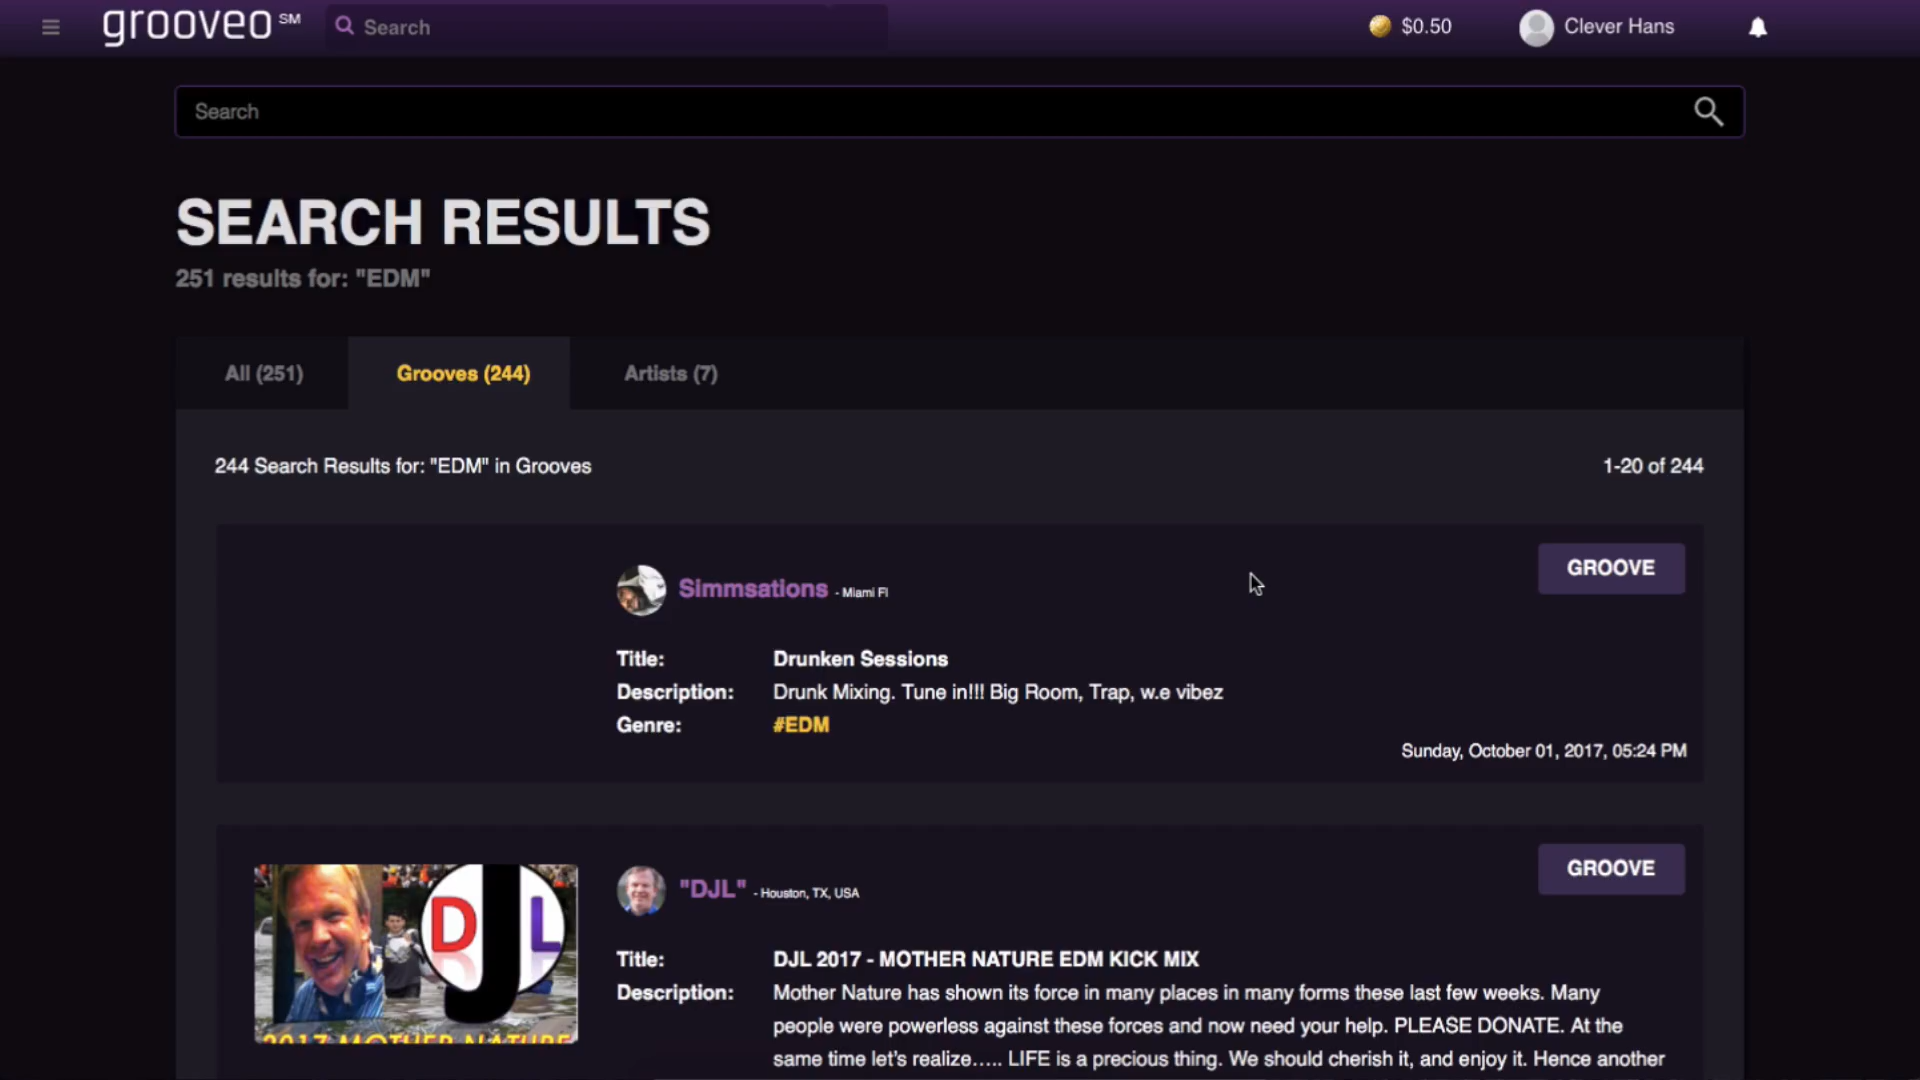 grooveo SM
Search
$0.50
Clever Hans
Search
SEARCH RESULTS
251 results for: "EDM"
All (251)
Grooves (244)
Artists (7)
244 Search Results for: "EDM" in Grooves
1-20 of 244
Simmsations - Miami Fl
GROOVE
Title: Drunken Sessions
Description: Drunk Mixing. Tune in!!! Big Room, Trap, w.e vibez
Genre: #EDM
Sunday, October 01, 2017, 05:24 PM
DJL
2017 MOTHER NATURE
"DJL" - Houston, TX, USA
GROOVE
Title: DJL 2017 - MOTHER NATURE EDM KICK MIX
Description: Mother Nature has shown its force in many places in many forms these last few weeks. Many
people were powerless against these forces and now need your help. PLEASE DONATE. At the
same time let's realize..... LIFE is a precious thing. We should cherish it, and enjoy it. Hence another